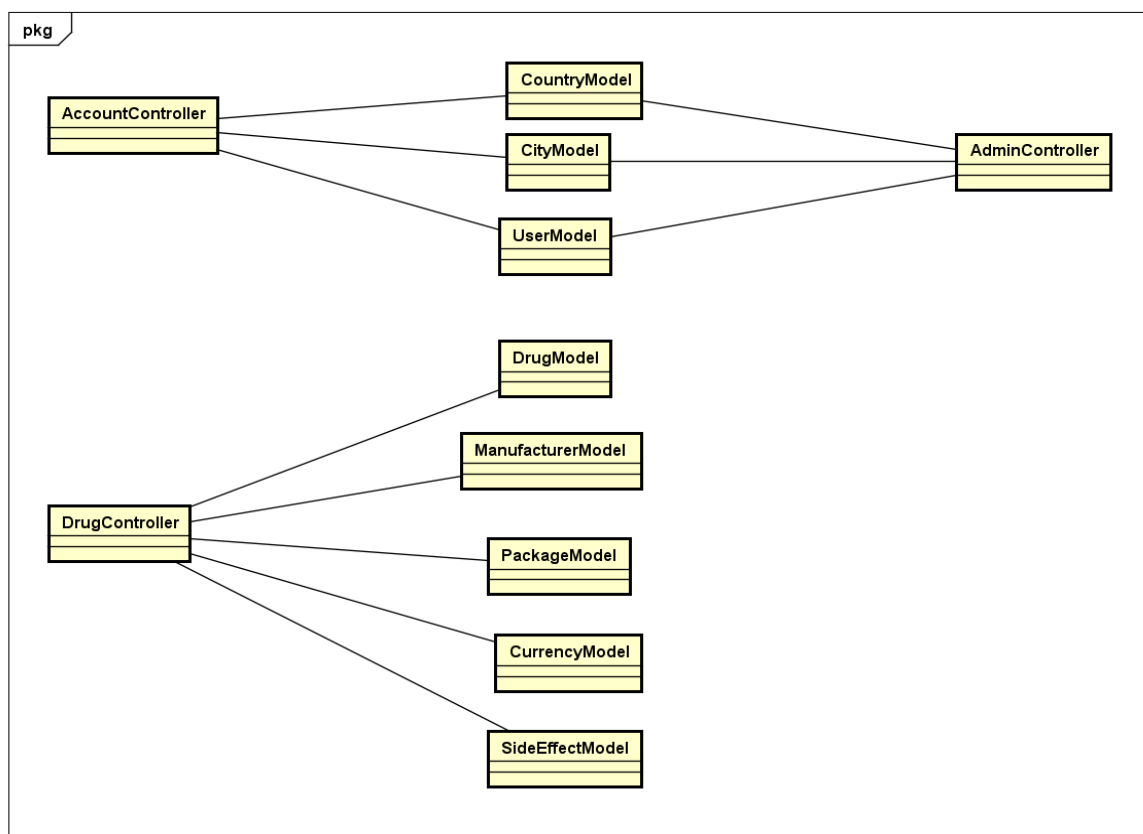 pkg
CountryModel
AccountController
CityModel
AdminController
UserModel
DrugModel
ManufacturerModel
DrugController
PackageModel
CurrencyModel
SideEffectModel